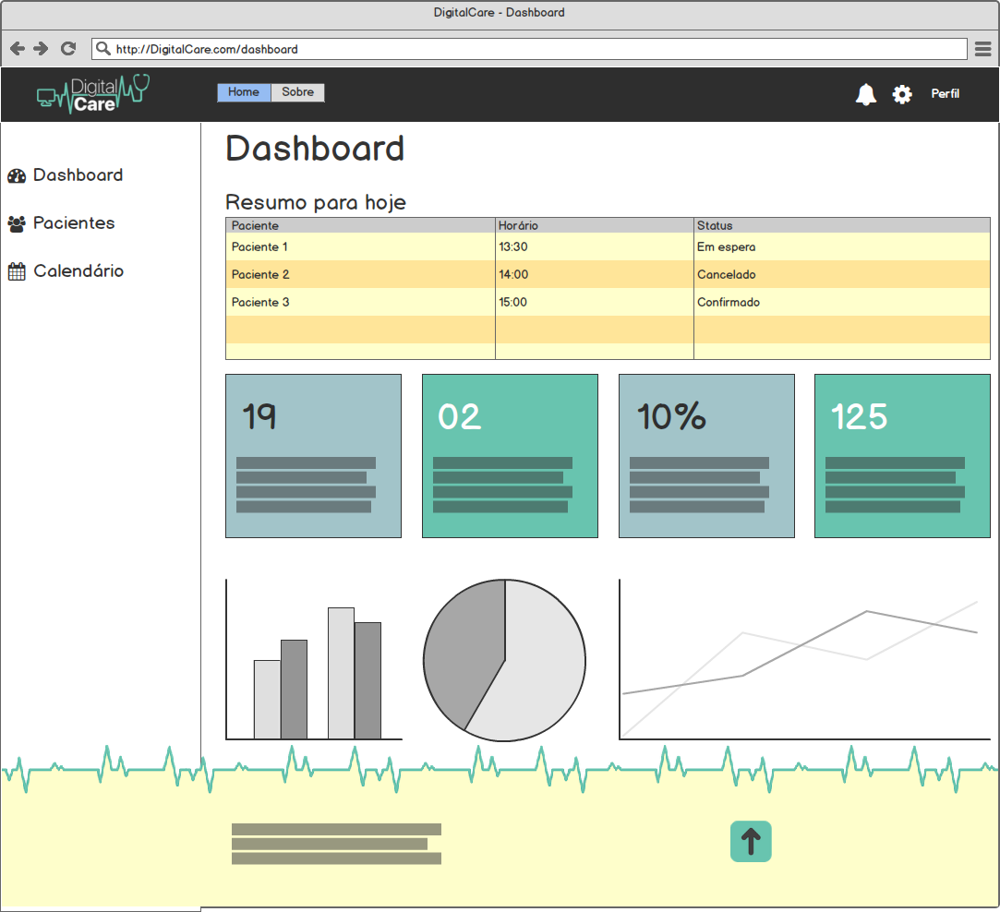 DigitalCare - Dashboard
http://DigitalCare.com/dashboard
Digital
Care
Home Sobre
Perfil
Dashboard
Pacientes
Calendário
Dashboard
Resumo para hoje
Paciente Horário Status
Paciente 1 13:30 Em espera
Paciente 2 14:00 Cancelado
Paciente 3 15:00 Confirmado
19 02 10% 125